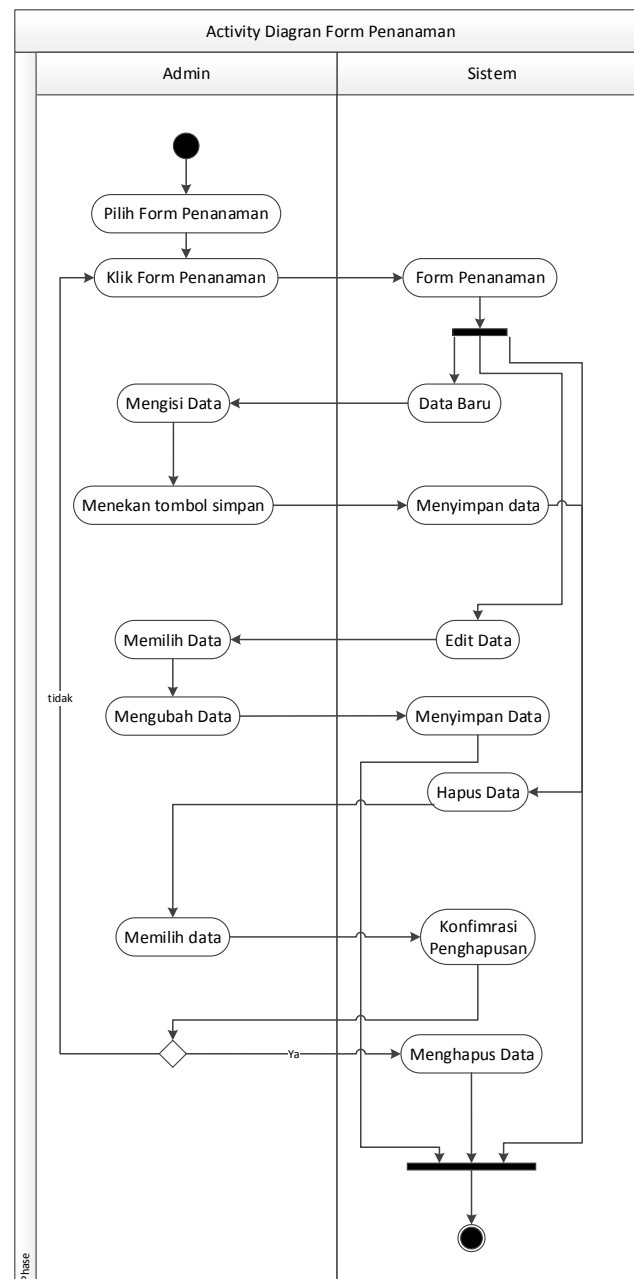 Activity Diagran Form Penanaman
Admin
Sistem
Pilih Form Penanaman
Klik Form Penanaman
Form Penanaman
Mengisi Data
Data Baru
Menekan tombol simpan
Menyimpan data
Memilih Data
Edit Data
tidak
Mengubah Data
Menyimpan Data
Hapus Data
Memilih data
Konfimrasi
Penghapusan
Ya
Menghapus Data
Phase